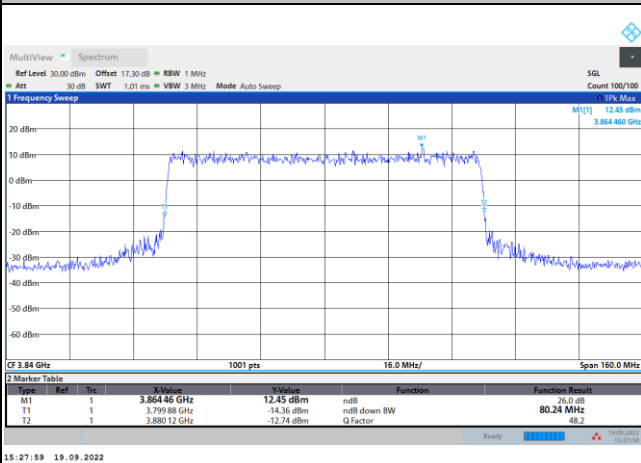 MultiView Spectrum
Ref Level 30.00 dBm Offset 17.30 dB RBW 1 MHz SGL
Att 30 dB SWT 1.01 ms VBW 3 MHz Mode Auto Sweep Count 100/100
1 Frequency Sweep 1Pk Max
M1[1] 12.45 dBm
3.864 460 GHz
M1
20 dBm
10 dBm
0 dBm
-10 dBm
-20 dBm
-30 dBm
-40 dBm
-50 dBm
-60 dBm
CF 3.84 GHz 1001 pts 16.0 MHz/ Span 160.0 MHz
2 Marker Table
Type Ref Trc X-Value Y-Value Function Function Result
M1 1 3.864 46 GHz 12.45 dBm ndB 26.0 dB
T1 1 3.799 88 GHz -14.36 dBm ndB down BW 80.24 MHz
T2 1 3.880 12 GHz -12.74 dBm Q Factor 48.2
Ready 19.09.2022
15:27:58
15:27:59 19.09.2022